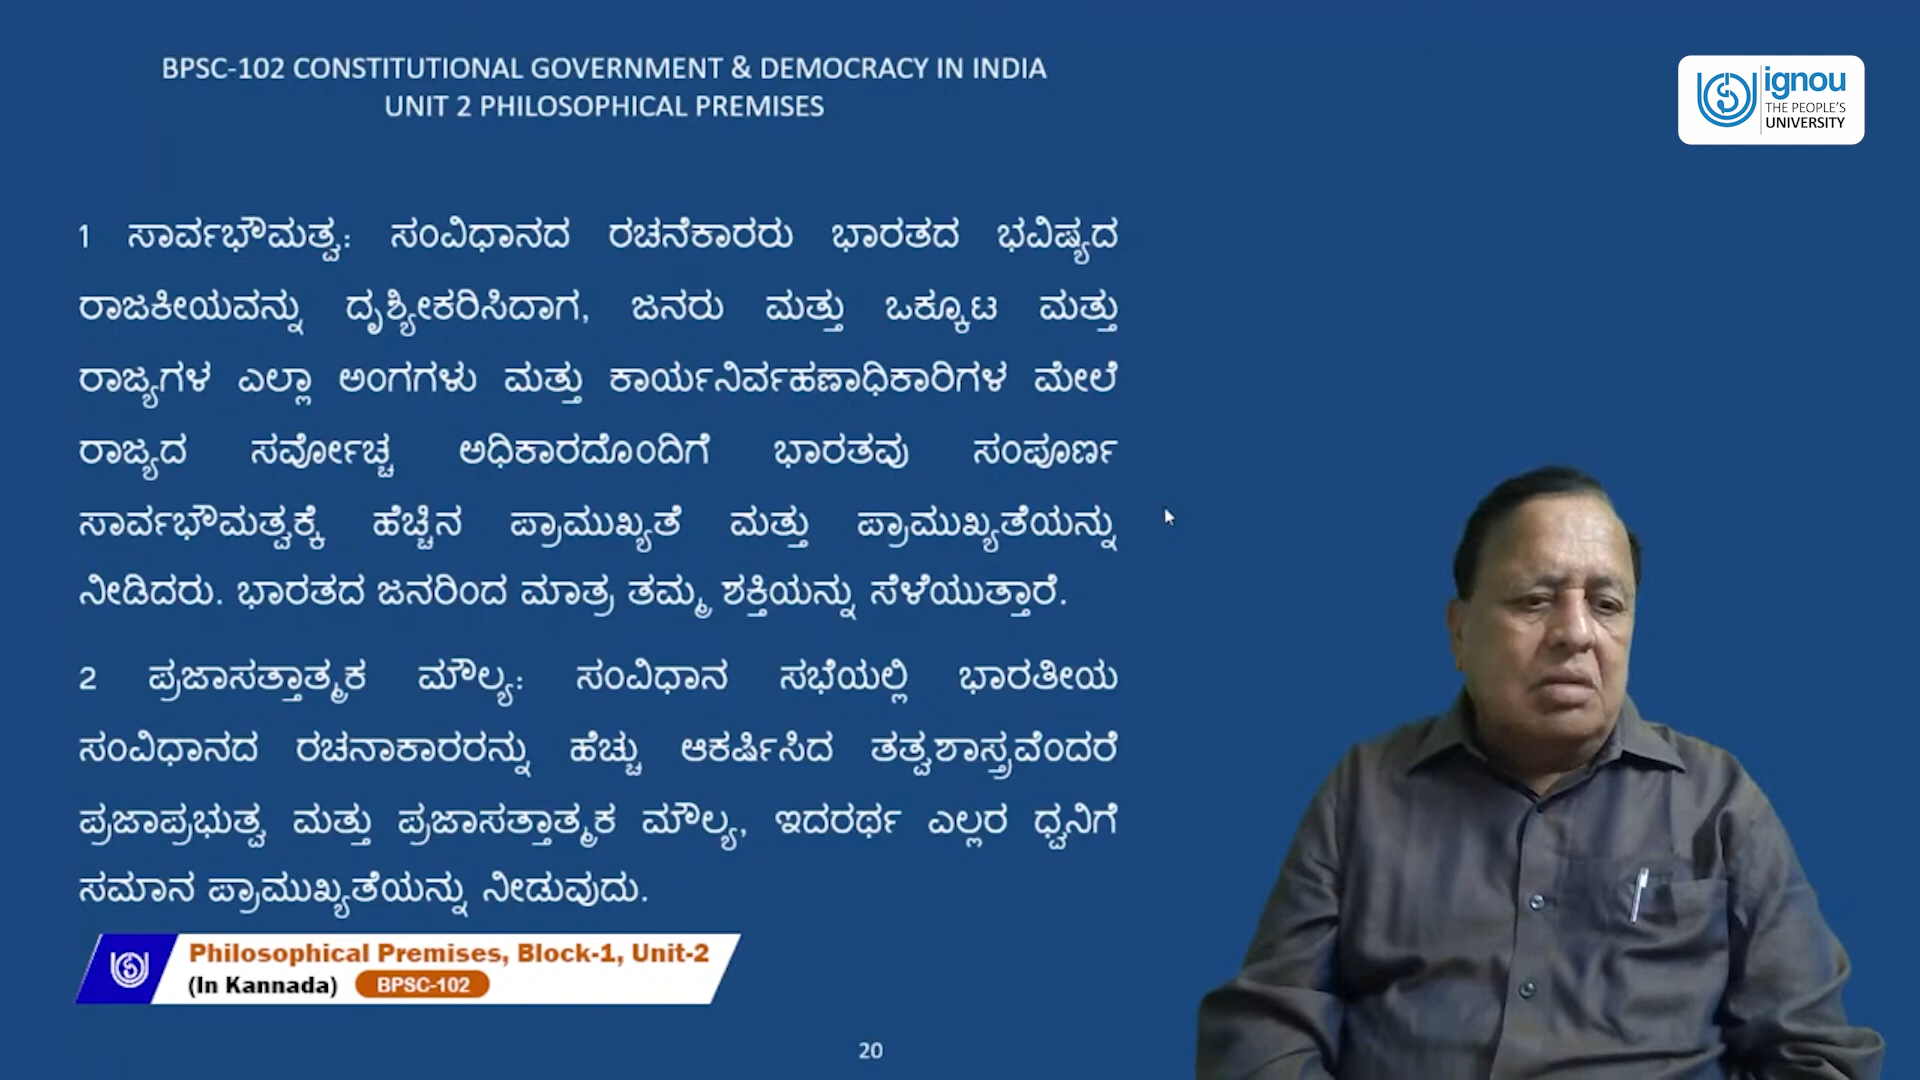 BPSC-102 CONSTITUTIONAL GOVERNMENT & DEMOCRACY IN INDIA
UNIT 2 PHILOSOPHICAL PREMISES
ignou
THE PEOPLE'S
UNIVERSITY
1 ಸಾರ್ವಭೌಮತ್ವ: ಸಂವಿಧಾನದ ರಚನೆಕಾರರು ಭಾರತದ ಭವಿಷ್ಯದ
ರಾಜಕೀಯವನ್ನು ದೃಶ್ಯೀಕರಿಸಿದಾಗ, ಜನರು ಮತ್ತು ಒಕ್ಕೂಟ ಮತ್ತು
ರಾಜ್ಯಗಳ ಎಲ್ಲಾ ಅಂಗಗಳು ಮತ್ತು ಕಾರ್ಯನಿರ್ವಹಣಾಧಿಕಾರಿಗಳ ಮೇಲೆ
ರಾಜ್ಯದ ಸರ್ವೋಚ್ಚ ಅಧಿಕಾರದೊಂದಿಗೆ ಭಾರತವು ಸಂಪೂರ್ಣ
ಸಾರ್ವಭೌಮತ್ವಕ್ಕೆ ಹೆಚ್ಚಿನ ಪ್ರಾಮುಖ್ಯತೆ ಮತ್ತು ಪ್ರಾಮುಖ್ಯತೆಯನ್ನು
ನೀಡಿದರು. ಭಾರತದ ಜನರಿಂದ ಮಾತ್ರ ತಮ್ಮ ಶಕ್ತಿಯನ್ನು ಸೆಳೆಯುತ್ತಾರೆ.
2 ಪ್ರಜಾಸತ್ತಾತ್ಮಕ ಮೌಲ್ಯ: ಸಂವಿಧಾನ ಸಭೆಯಲ್ಲಿ ಭಾರತೀಯ
ಸಂವಿಧಾನದ ರಚನಾಕಾರರನ್ನು ಹೆಚ್ಚು ಆಕರ್ಷಿಸಿದ ತತ್ವಶಾಸ್ತ್ರವೆಂದರೆ
ಪ್ರಜಾಪ್ರಭುತ್ವ ಮತ್ತು ಪ್ರಜಾಸತ್ತಾತ್ಮಕ ಮೌಲ್ಯ, ಇದರರ್ಥ ಎಲ್ಲರ ಧ್ವನಿಗೆ
ಸಮಾನ ಪ್ರಾಮುಖ್ಯತೆಯನ್ನು ನೀಡುವುದು.
Philosophical Premises, Block-1, Unit-2
(In Kannada) BPSC-102
20